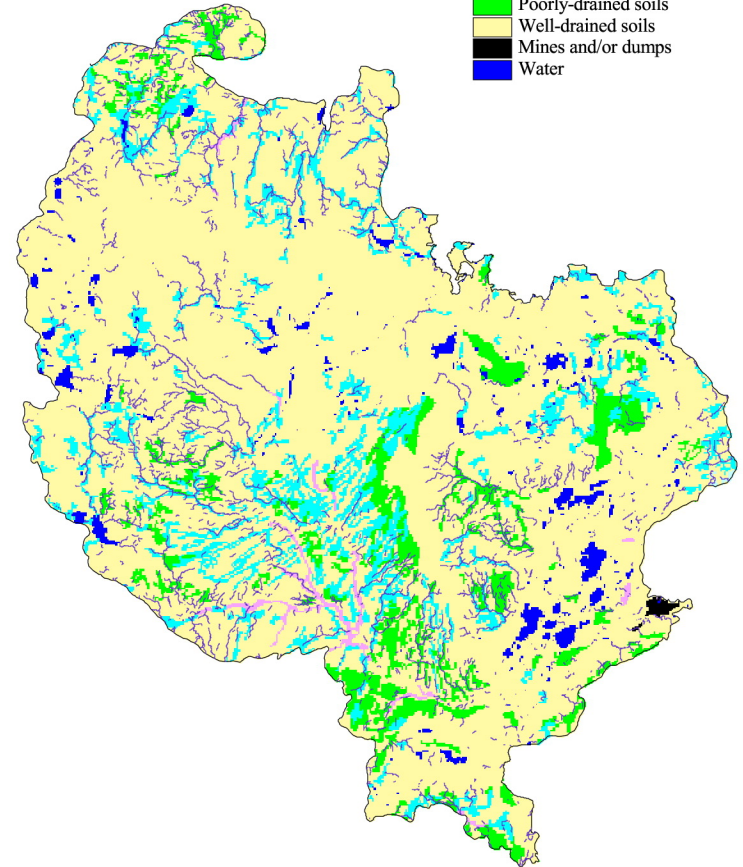 Poorly-drained soils
Well-drained soils
Mines and/or dumps
Water